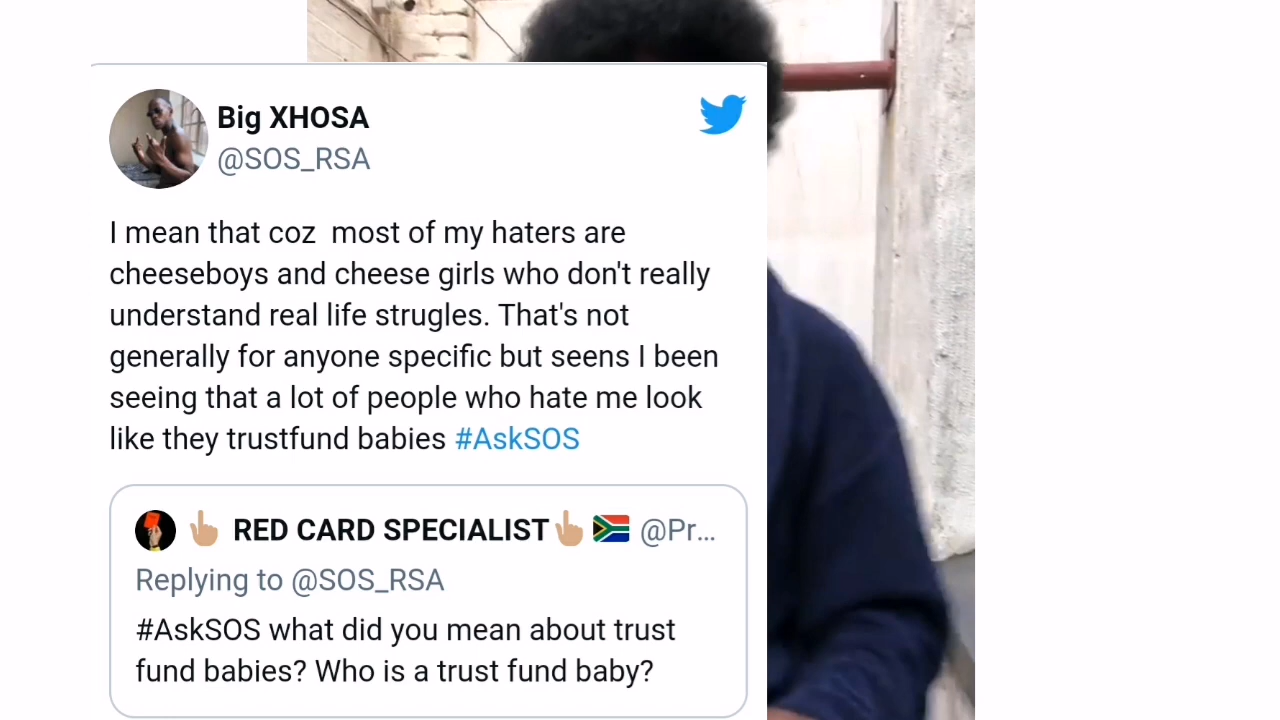 Big XHOSA
@SOS_RSA
I mean that coz  most of my haters are
cheeseboys and cheese girls who don't really
understand real life strugles. That's not
generally for anyone specific but seens I been
seeing that a lot of people who hate me look
like they trustfund babies #AskSOS
👆🏼 RED CARD SPECIALIST👆🏼🇿🇦 @Pr...
Replying to @SOS_RSA
#AskSOS what did you mean about trust
fund babies? Who is a trust fund baby?